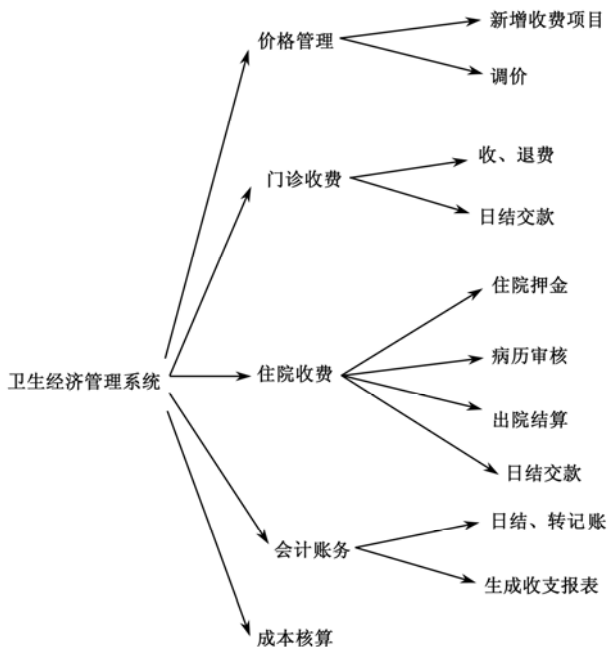 价格管理
新增收费项目
调价
门诊收费
收、退费
日结交款
卫生经济管理系统
住院收费
住院押金
病历审核
出院结算
日结交款
会计账务
日结、转记账
生成收支报表
成本核算